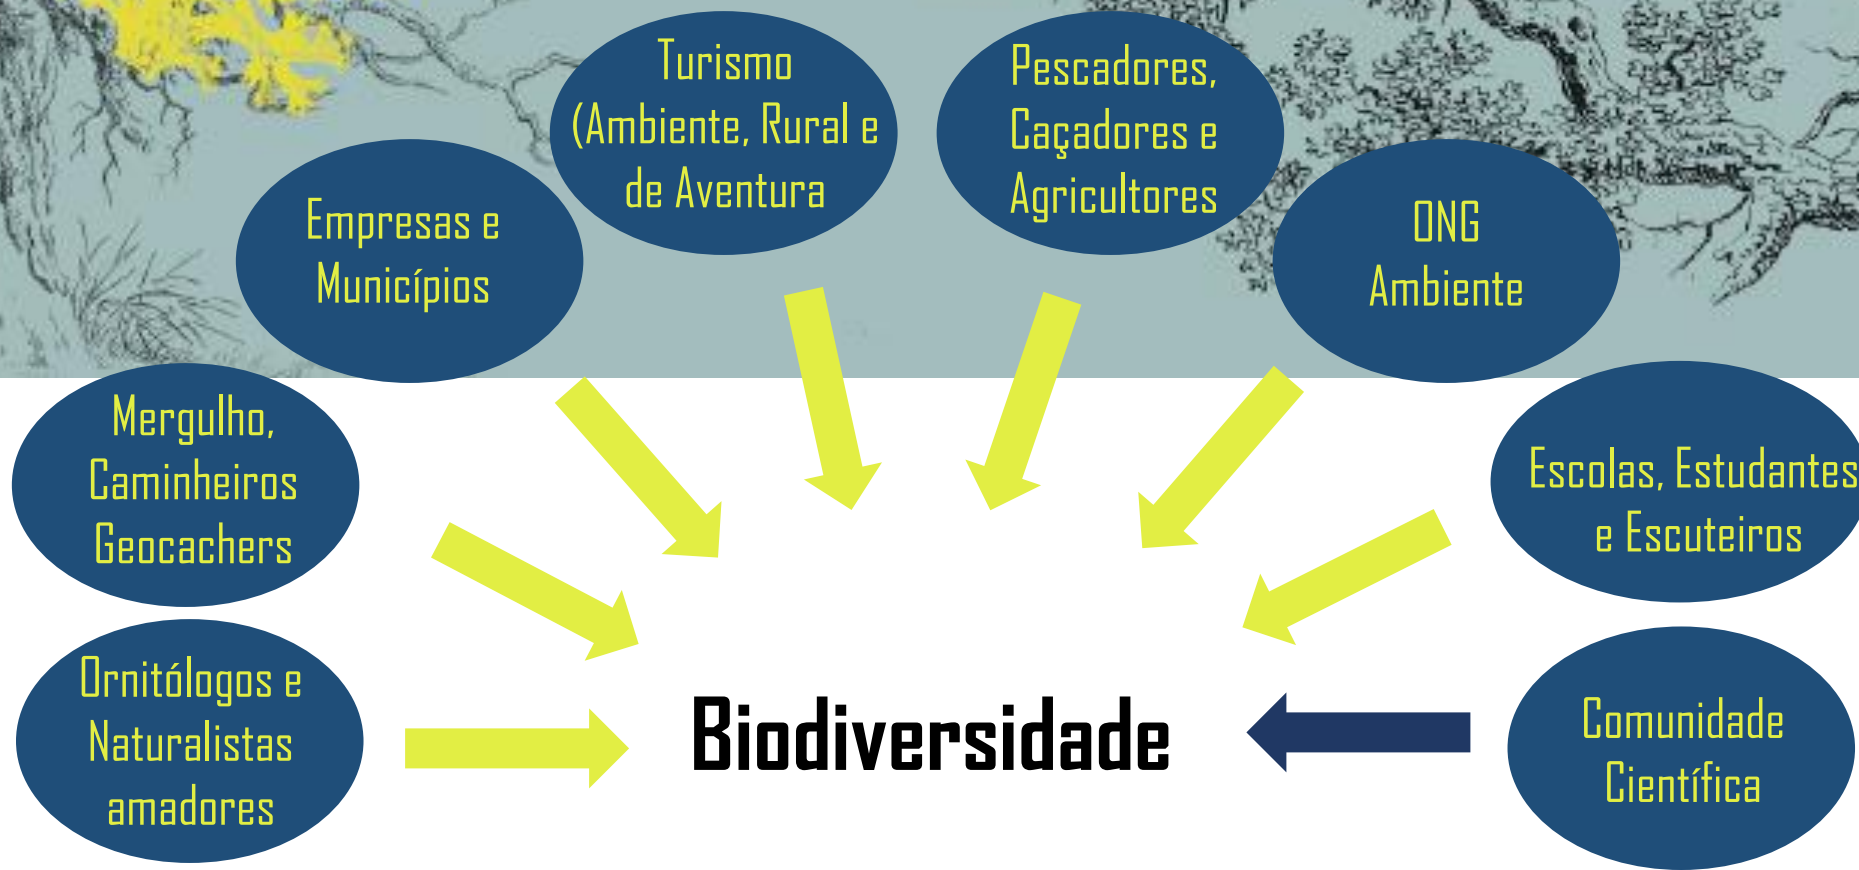 Turismo
(Ambiente, Rural e
de Aventura
Pescadores,
Caçadores e
Agricultores
Empresas e
Municípios
ONG
Ambiente
Mergulho,
Caminheiros
Geocachers
Escolas, Estudantes
e Escuteiros
Ornitólogos e
Naturalistas
amadores
Biodiversidade
Comunidade
Científica